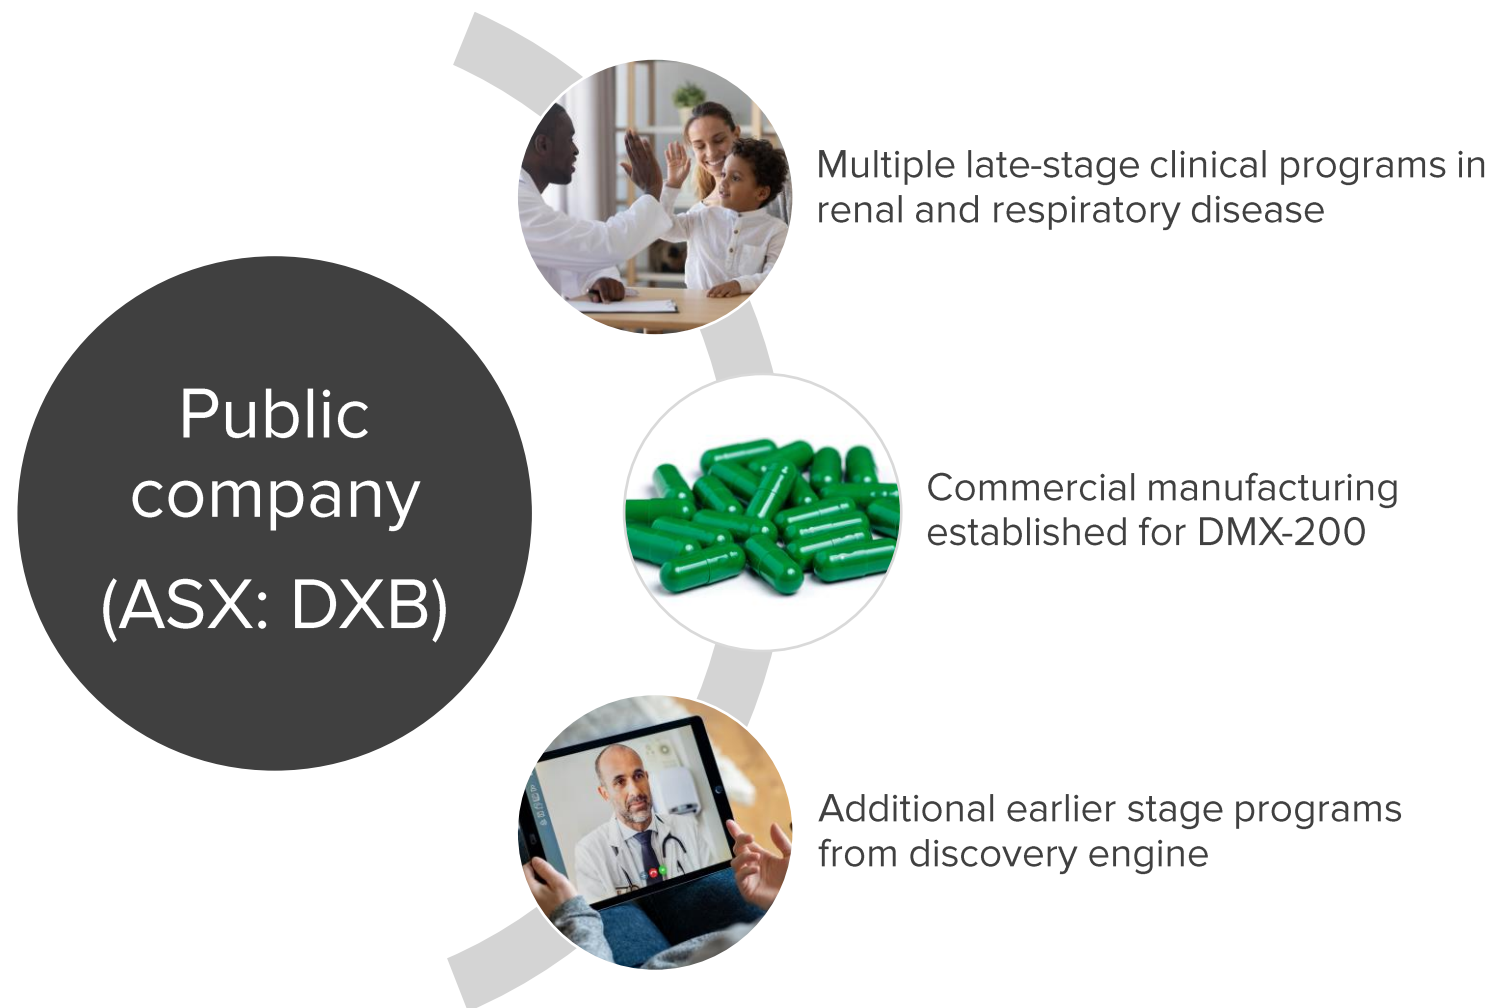 Public
company
(ASX: DXB)
Multiple late-stage clinical programs in
renal and respiratory disease
Commercial manufacturing
established for DMX-200
Additional earlier stage programs
from discovery engine